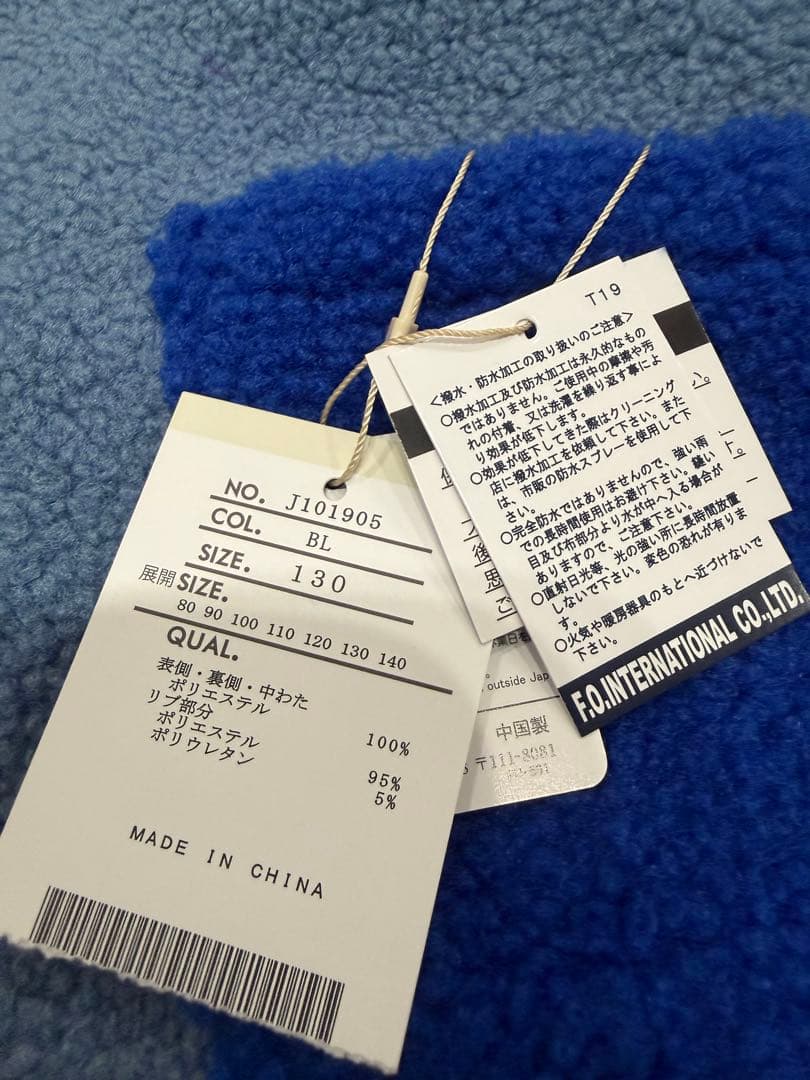 NO. J101905
COL. BL
SIZE. 130
展開 SIZE.
80 90 100 110 120 130 140
QUAL.
表側・裏側・中わた
ポリエステル 100%
リブ部分
ポリエステル 95%
ポリウレタン 5%
MADE IN CHINA
T19
<撥水・防水加工の取り扱いのご注意>
○撥水加工及び防水加工は永久的なもの
ではありません。ご使用中の摩擦や汚
れの付着、又は洗濯を繰り返す事によ
り効果が低下します。
○効果が低下してきた際はクリーニング
店に撥水加工を依頼して下さい。また
は、市販の防水スプレーを使用して下
さい。
○完全防水ではありませんので、強い雨
での長時間使用はお避け下さい。縫い
目及び布部分より水が中へ入る場合が
ありますので、ご注意下さい。
○直射日光等、光の強い所に長時間放置
しないで下さい。変色の恐れがありま
す。
○火気や暖房器具のもとへ近づけないで
下さい。
F.O.INTERNATIONAL CO.,LTD.
outside Jap
中国製
〒111-8081